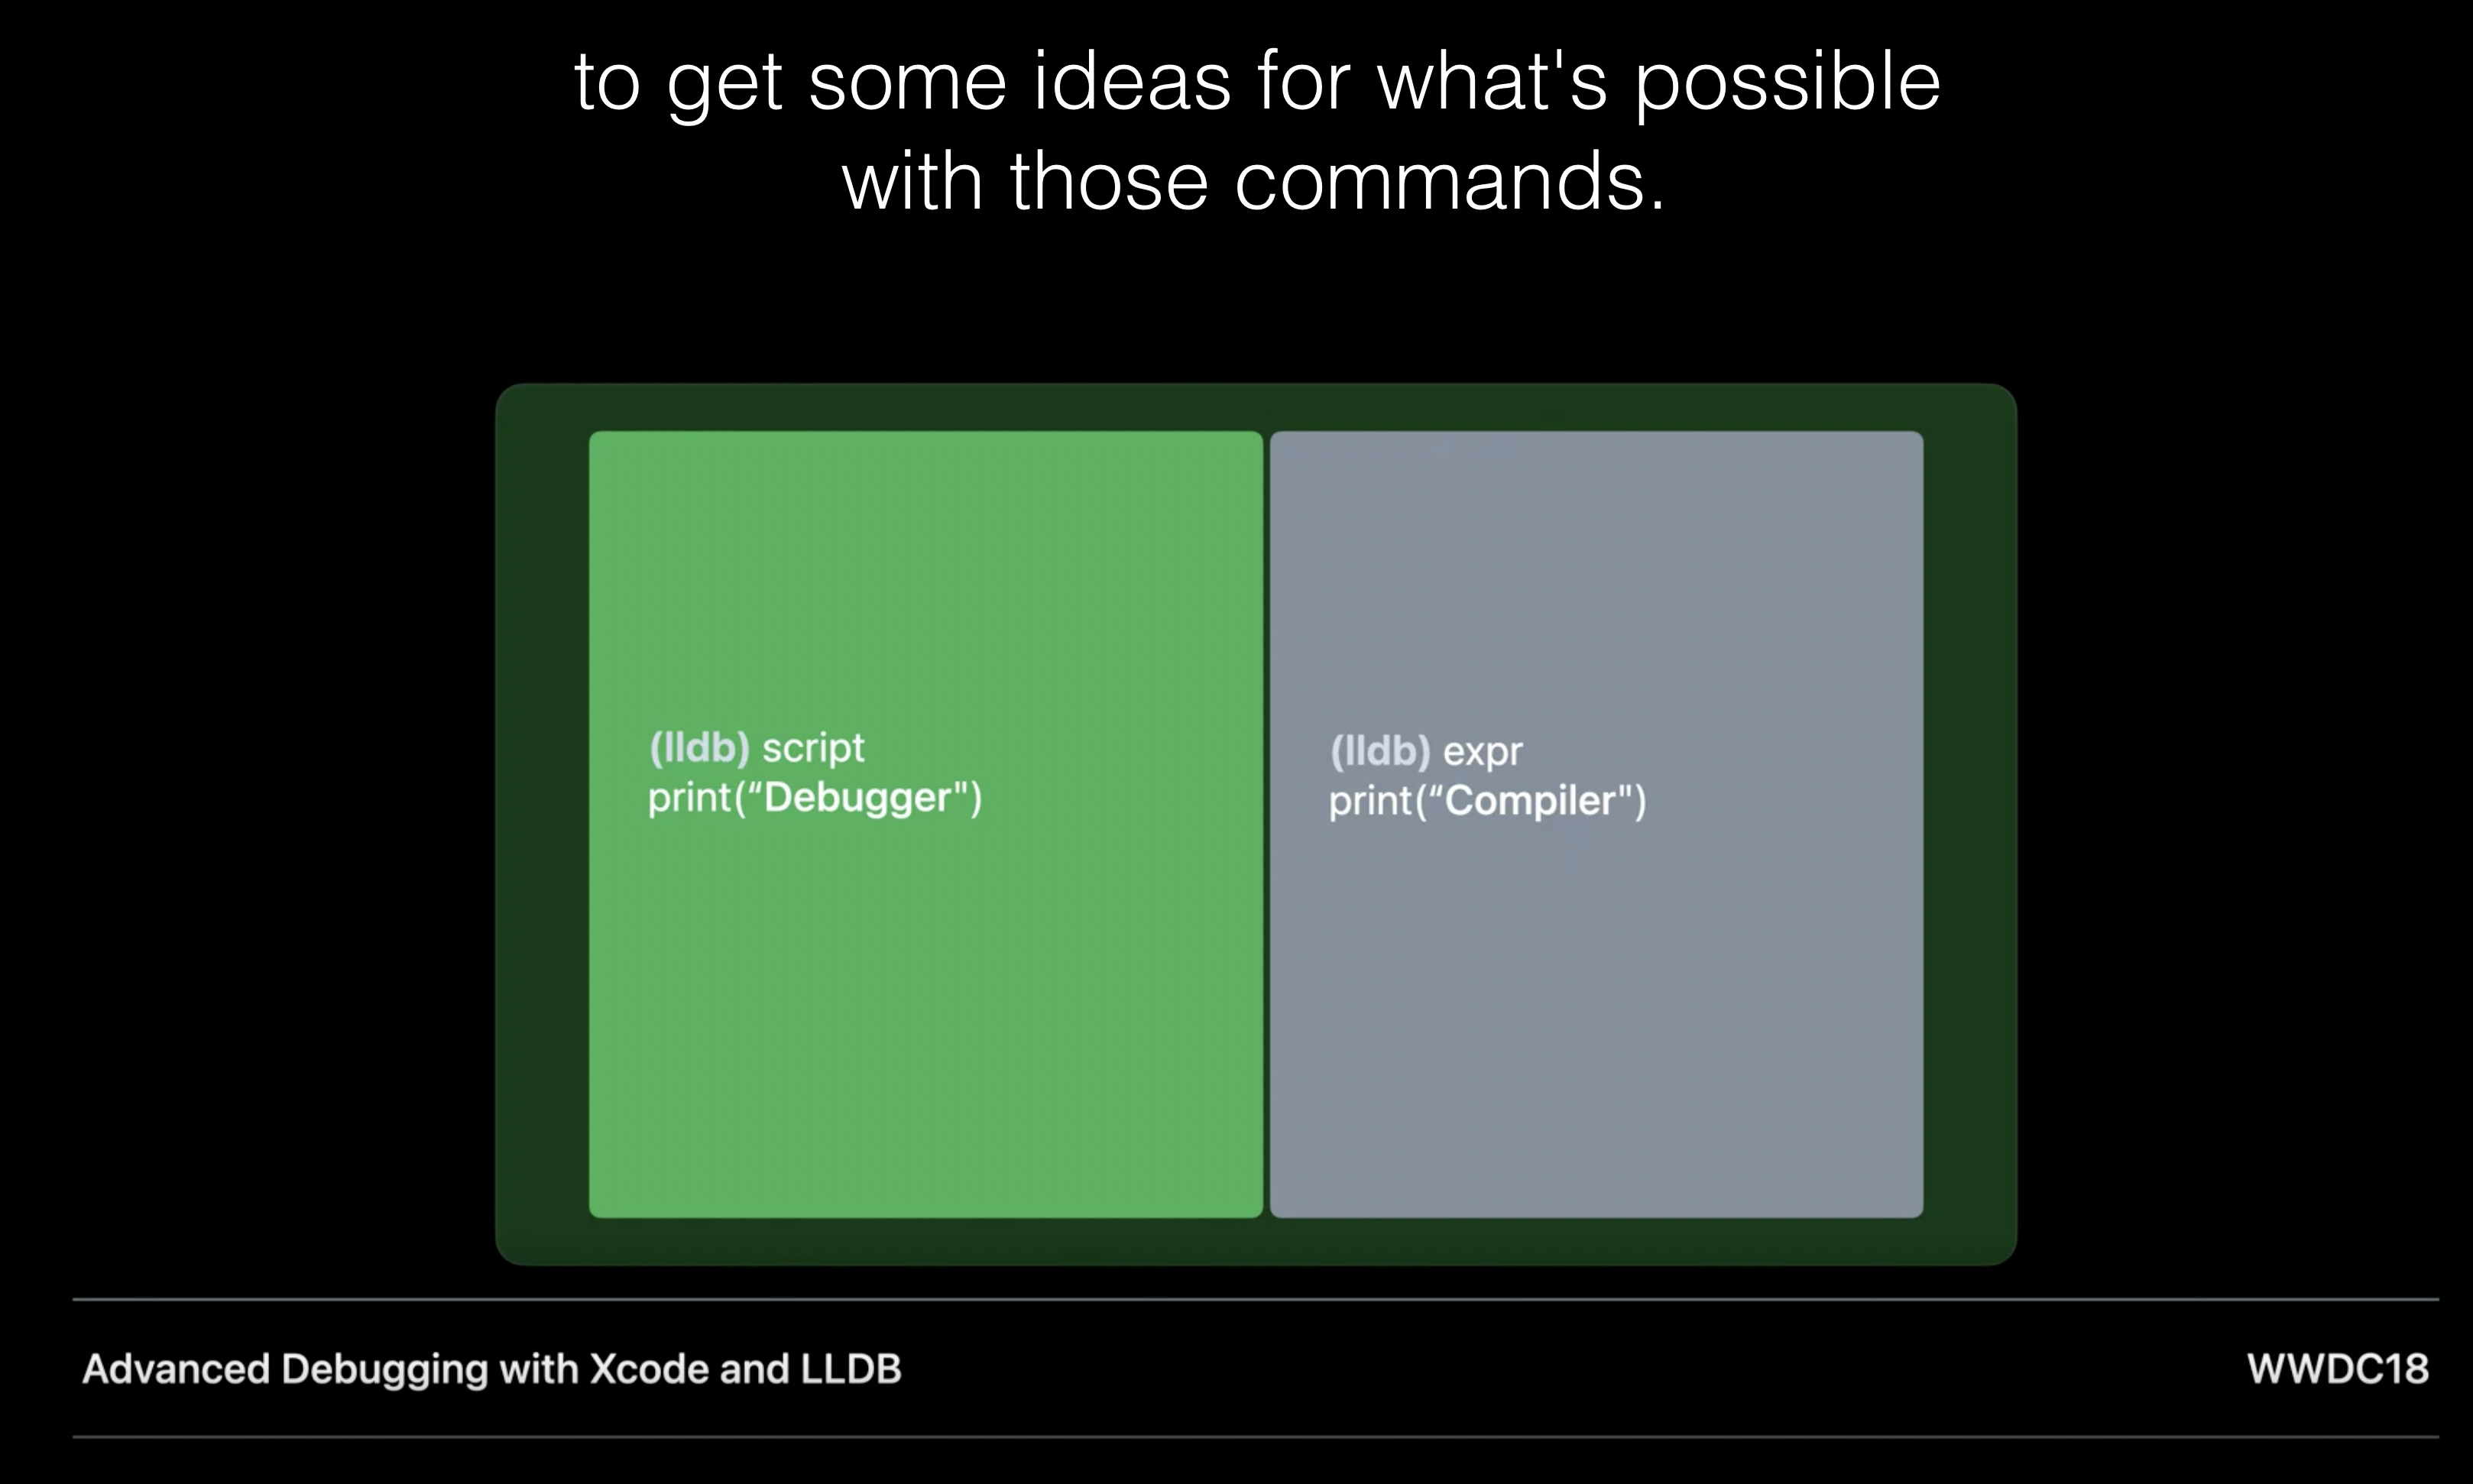 to get some ideas for what's possible
with those commands.
(lldb) script
print(“Debugger")
(lldb) expr
print(“Compiler")
Advanced Debugging with Xcode and LLDB
WWDC18